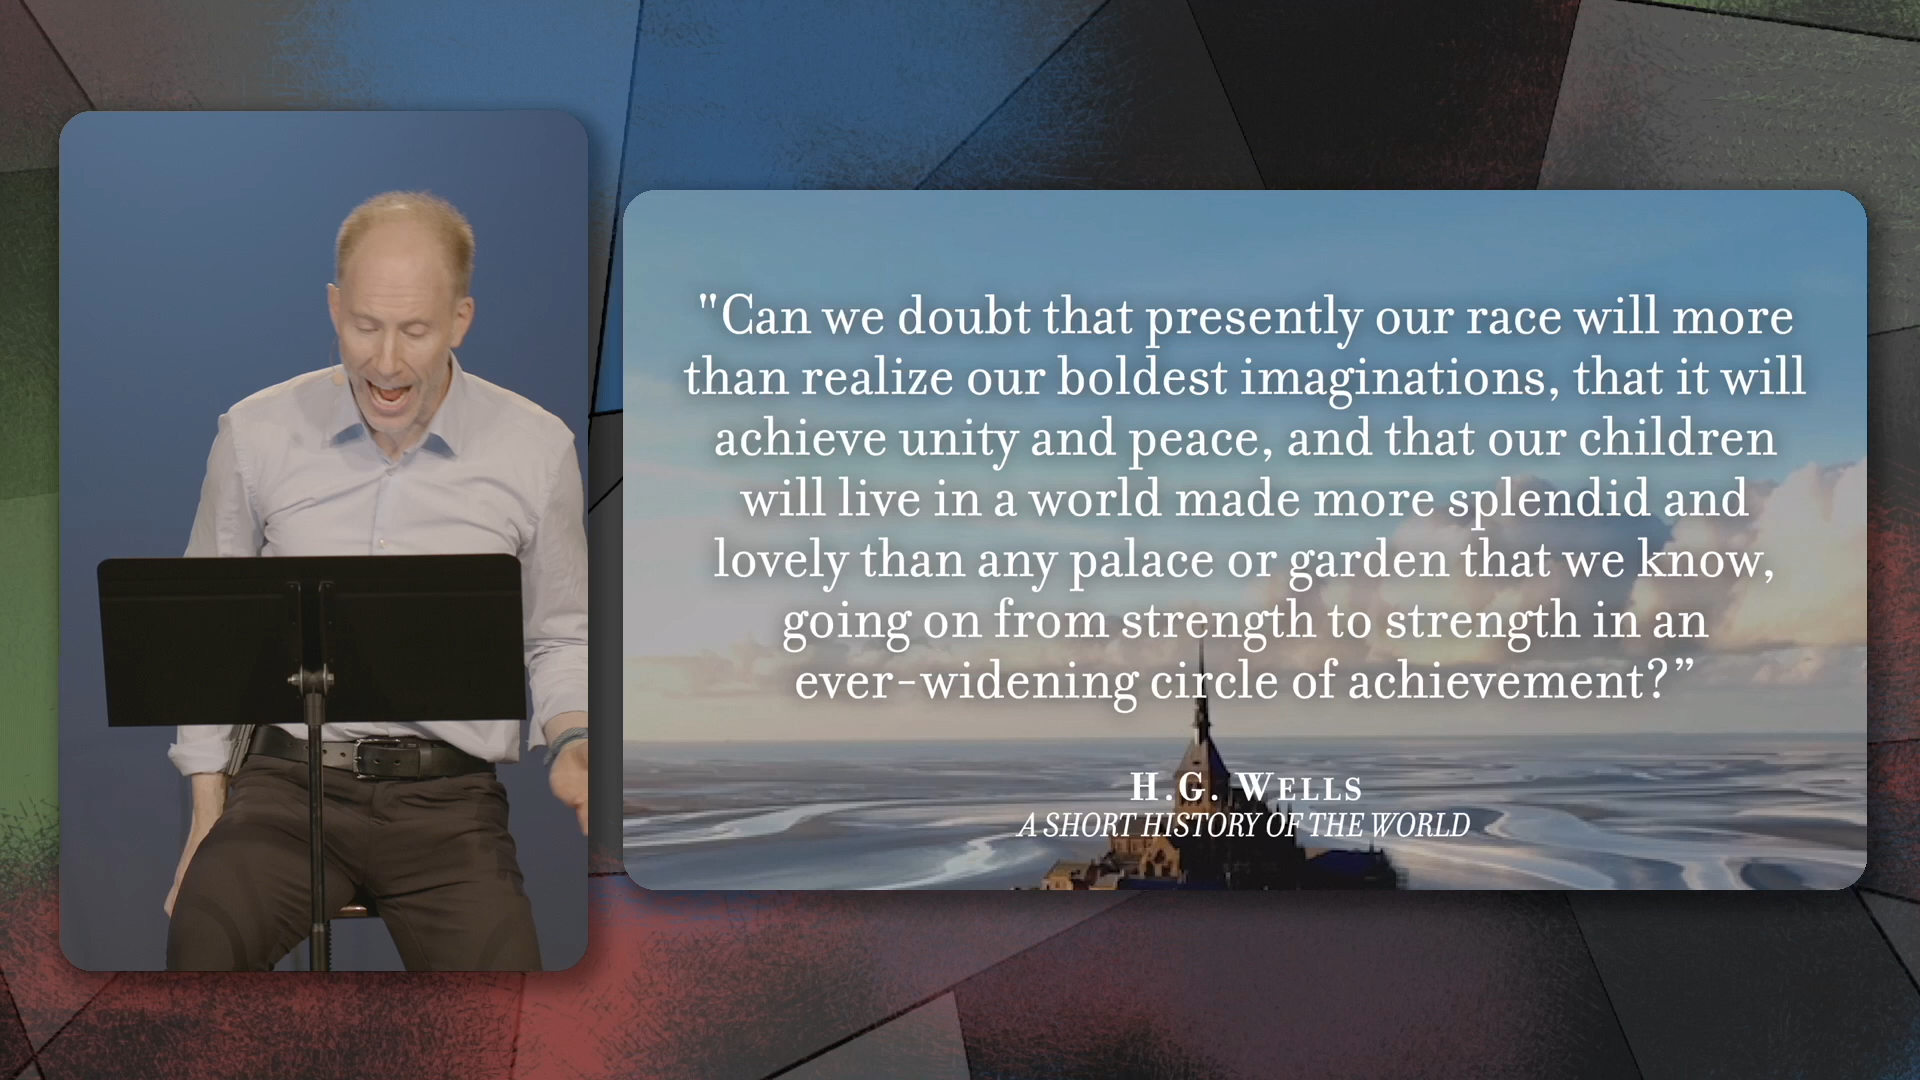 "Can we doubt that presently our race will more
than realize our boldest imaginations, that it will
achieve unity and peace, and that our children
will live in a world made more splendid and
lovely than any palace or garden that we know,
going on from strength to strength in an
ever-widening circle of achievement?”
H.G. WELLS
A SHORT HISTORY OF THE WORLD